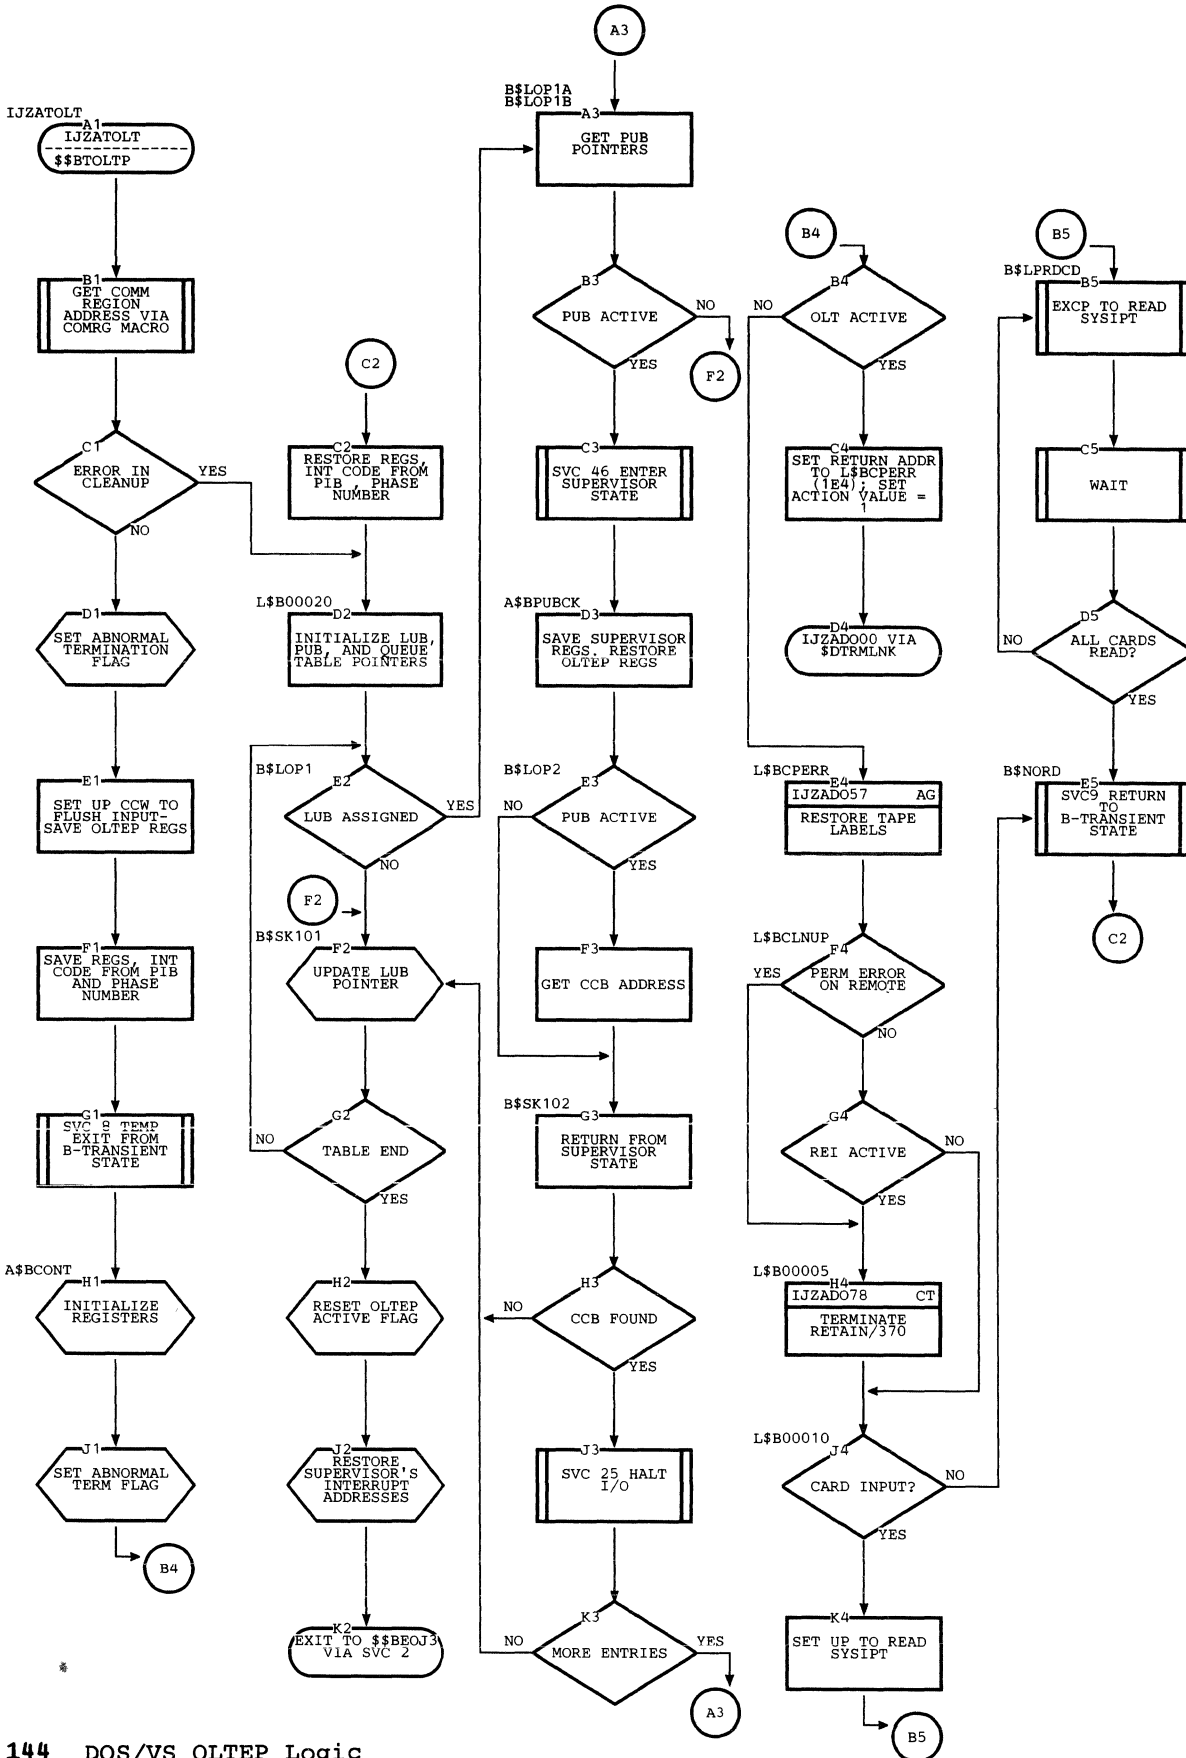 IJZATOLT
A1
IJZATOLT
$$BTOLTP
B1
GET COMM
REGION
ADDRESS VIA
COMRG MACRO
C1
ERROR IN
CLEANUP
YES
NO
D1
SET ABNORMAL
TERMINATION
FLAG
E1
SET UP CCW TO
FLUSH INPUT-
SAVE OLTEP REGS
F1
SAVE REGS, INT
CODE FROM PIB
AND PHASE
NUMBER
G1
SVC 8 TEMP
EXIT FROM
B-TRANSIENT
STATE
A$BCONT
H1
INITIALIZE
REGISTERS
J1
SET ABNORMAL
TERM FLAG
B4
C2
C2
RESTORE REGS,
INT CODE FROM
PIB , PHASE
NUMBER
L$B00020
D2
INITIALIZE LUB,
PUB, AND QUEUE
TABLE POINTERS
B$LOP1
E2
LUB ASSIGNED
YES
NO
F2
B$SK101
F2
UPDATE LUB
POINTER
G2
TABLE END
NO
YES
H2
RESET OLTEP
ACTIVE FLAG
J2
RESTORE
SUPERVISOR'S
INTERRUPT
ADDRESSES
K2
EXIT TO $$BEOJ3
VIA SVC 2
A3
B$LOP1A
B$LOP1B
A3
GET PUB
POINTERS
B3
PUB ACTIVE
NO
YES
F2
C3
SVC 46 ENTER
SUPERVISOR
STATE
A$BPUBCK
D3
SAVE SUPERVISOR
REGS. RESTORE
OLTEP REGS
B$LOP2
E3
PUB ACTIVE
NO
YES
F3
GET CCB ADDRESS
B$SK102
G3
RETURN FROM
SUPERVISOR
STATE
H3
CCB FOUND
NO
YES
J3
SVC 25 HALT
I/O
K3
MORE ENTRIES
NO
YES
A3
B4
B4
OLT ACTIVE
NO
YES
C4
SET RETURN ADDR
TO L$BCPERR
(1E4); SET
ACTION VALUE =
1
D4
IJZADO00 VIA
$DTRMLNK
L$BCPERR
E4
IJZADO57 AG
RESTORE TAPE
LABELS
L$BCLNUP
F4
PERM ERROR
ON REMOTE
YES
NO
G4
REI ACTIVE
NO
YES
L$B00005
H4
IJZADO78 CT
TERMINATE
RETAIN/370
L$B00010
J4
CARD INPUT?
NO
YES
K4
SET UP TO READ
SYSIPT
B5
B5
B$LPRDCD
B5
EXCP TO READ
SYSIPT
C5
WAIT
D5
ALL CARDS
READ?
NO
YES
B$NORD
E5
SVC9 RETURN
TO
B-TRANSIENT
STATE
C2
144 DOS/VS OLTEP Logic